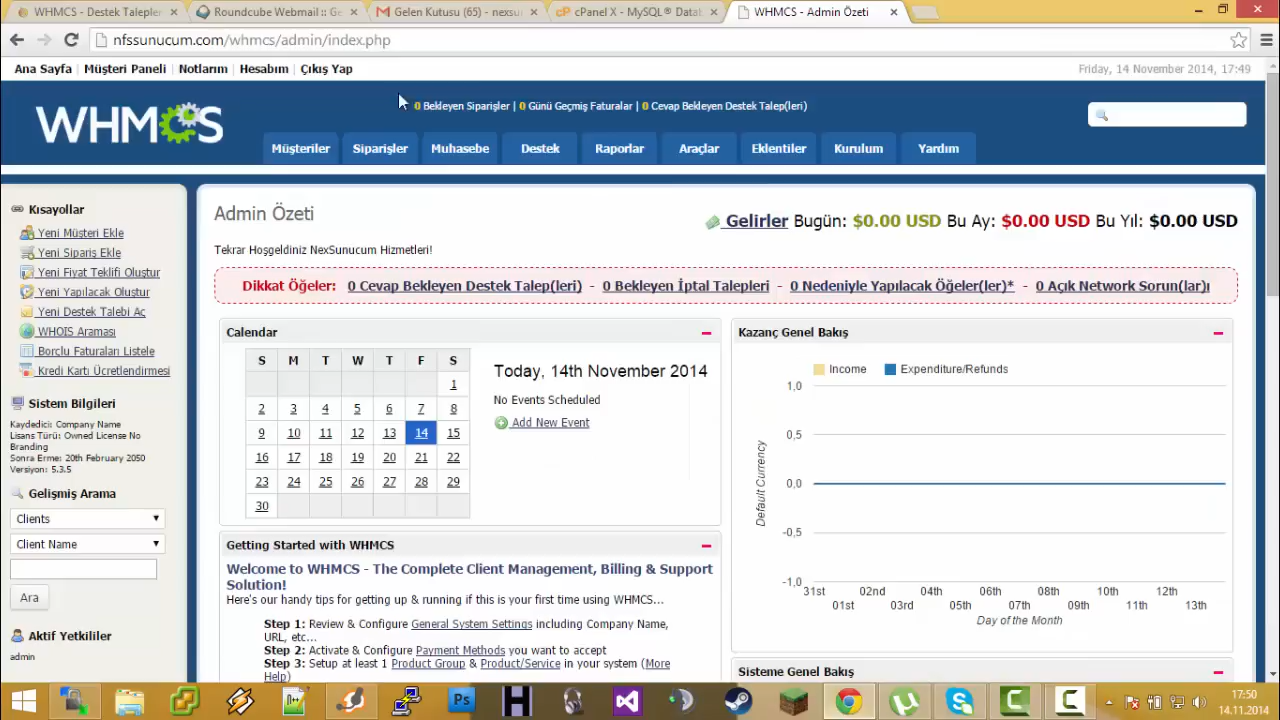 WHMCS - Destek Talepler
Roundcube Webmail :: Ge
Gelen Kutusu (65) - nexsu
cPanel X - MySQL® Datab
WHMCS - Admin Özeti
nfssunucum.com/whmcs/admin/index.php
Ana Sayfa | Müşteri Paneli | Notlarım | Hesabım | Çıkış Yap
Friday, 14 November 2014, 17:49
WHMCS
0 Bekleyen Siparişler | 0 Günü Geçmiş Faturalar | 0 Cevap Bekleyen Destek Talep(leri)
Müşteriler Siparişler Muhasebe Destek Raporlar Araçlar Eklentiler Kurulum Yardım
Kısayollar
Yeni Müşteri Ekle
Yeni Sipariş Ekle
Yeni Fiyat Teklifi Oluştur
Yeni Yapılacak Oluştur
Yeni Destek Talebi Aç
WHOIS Araması
Borçlu Faturaları Listele
Kredi Kartı Ücretlendirmesi
Sistem Bilgileri
Kaydedici: Company Name
Lisans Türü: Owned License No
Branding
Sonra Erme: 20th February 2050
Versiyon: 5.3.5
Gelişmiş Arama
Clients
Client Name
Ara
Aktif Yetkililer
admin
Admin Özeti
Gelirler Bugün: $0.00 USD Bu Ay: $0.00 USD Bu Yıl: $0.00 USD
Tekrar Hoşgeldiniz NexSunucum Hizmetleri!
Dikkat Öğeler: 0 Cevap Bekleyen Destek Talep(leri) - 0 Bekleyen İptal Talepleri - 0 Nedeniyle Yapılacak Öğeler(ler)* - 0 Açık Network Sorun(lar)ı
Calendar
S M T W T F S
1
2 3 4 5 6 7 8
9 10 11 12 13 14 15
16 17 18 19 20 21 22
23 24 25 26 27 28 29
30
Today, 14th November 2014
No Events Scheduled
Add New Event
Getting Started with WHMCS
Welcome to WHMCS - The Complete Client Management, Billing & Support
Solution!
Here's our handy tips for getting up & running if this is your first time using WHMCS...
Step 1: Review & Configure General System Settings including Company Name,
URL, etc...
Step 2: Activate & Configure Payment Methods you want to accept
Step 3: Setup at least 1 Product Group & Product/Service in your system (More
Help)
Kazanç Genel Bakış
Income Expenditure/Refunds
1,0
0,5
0,0
-0,5
-1,0
Default Currency
31st 02nd 04th 06th 08th 10th 12th
01st 03rd 05th 07th 09th 11th 13th
Day of the Month
Sisteme Genel Bakış
17:50
14.11.2014